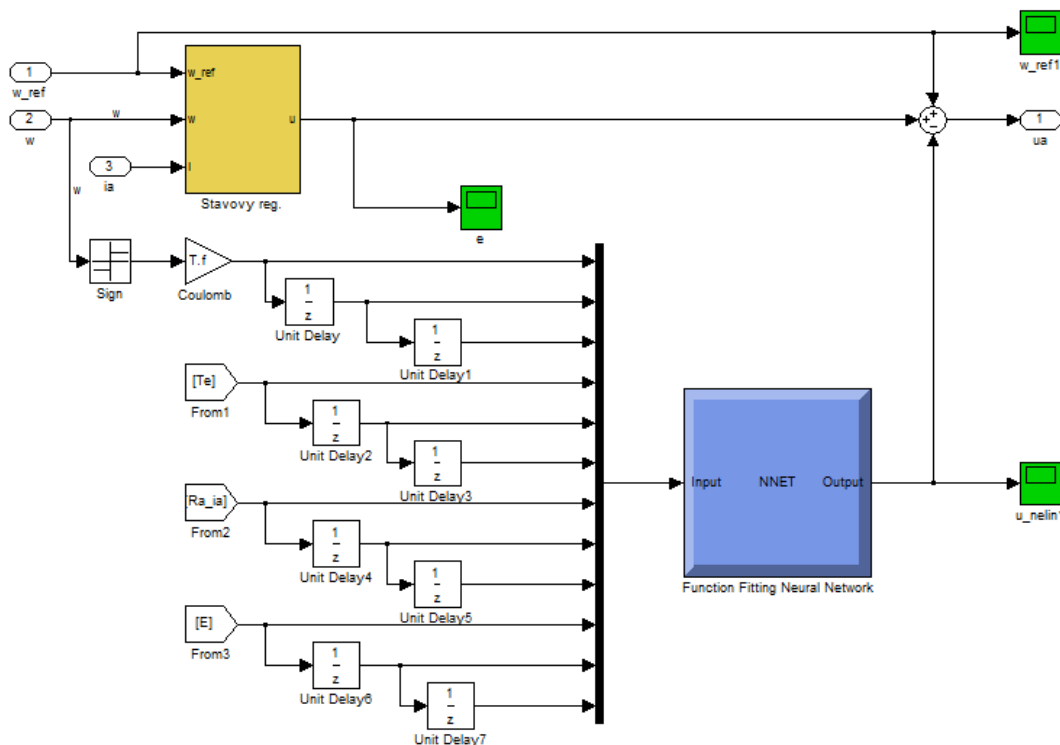 1
w_ref
2
w
w
w
3
ia
w_ref
w
I
u
Stavovy reg.
w_ref1
+
+
−
1
ua
e
Sign
T.f
Coulomb
1
z
Unit Delay
1
z
Unit Delay1
[Te]
From1
1
z
Unit Delay2
1
z
Unit Delay3
[Ra_ia]
From2
1
z
Unit Delay4
1
z
Unit Delay5
[E]
From3
1
z
Unit Delay6
1
z
Unit Delay7
Input NNET Output
Function Fitting Neural Network
u_nelin1